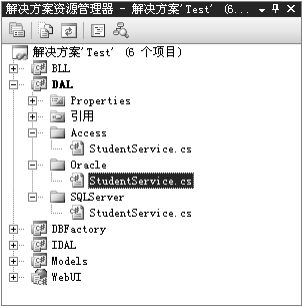 解决方案资源管理器 - 解决方案'Test' (6...
解决方案'Test' (6 个项目)
BLL
DAL
Properties
引用
Access
StudentService.cs
Oracle
StudentService.cs
SQLServer
StudentService.cs
DBFactory
IDAL
Models
WebUI